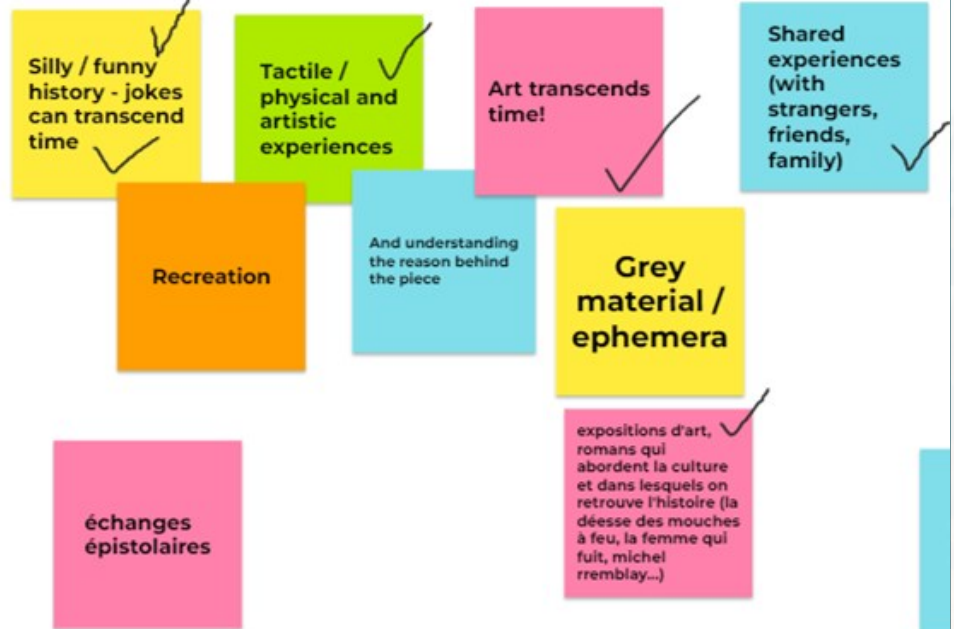 Silly / funny
history - jokes
can transcend
time
Tactile /
physical and
artistic
experiences
Art transcends
time!
Shared
experiences
(with
strangers,
friends,
family)
Recreation
And understanding
the reason behind
the piece
Grey
material /
ephemera
expositions d'art,
romans qui
abordent la culture
et dans lesquels on
retrouve l'histoire (la
déesse des mouches
à feu, la femme qui
fuit, michel
rremblay...)
échanges
épistolaires